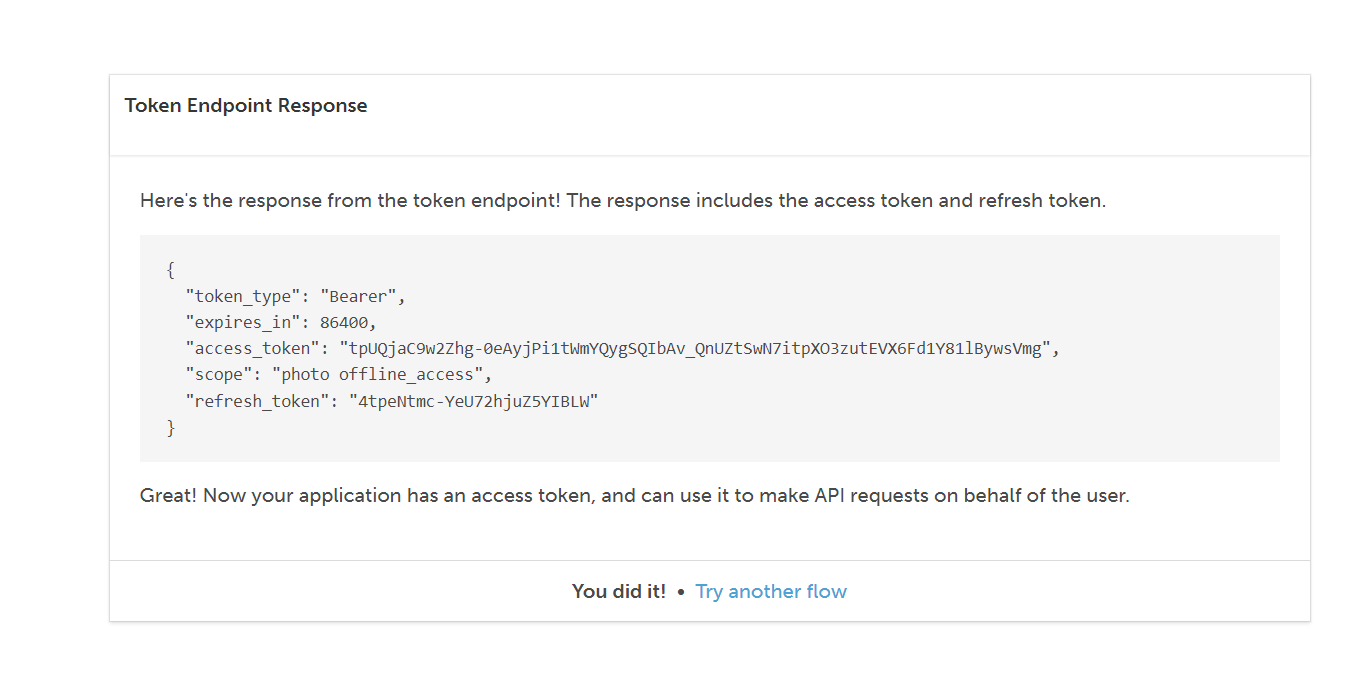 Token Endpoint Response
Here's the response from the token endpoint! The response includes the access token and refresh token.
{
"token_type": "Bearer",
"expires_in": 86400,
"access_token": "tpUQjaC9w2Zhg-0eAyjPi1tWmYQygSQIbAv_QnUZtSwN7itpXO3zutEVX6Fd1Y81lBywsVmg",
"scope": "photo offline_access",
"refresh_token": "4tpeNtmc-YeU72hjuZ5YIBLW"
}
Great! Now your application has an access token, and can use it to make API requests on behalf of the user.
You did it! • Try another flow